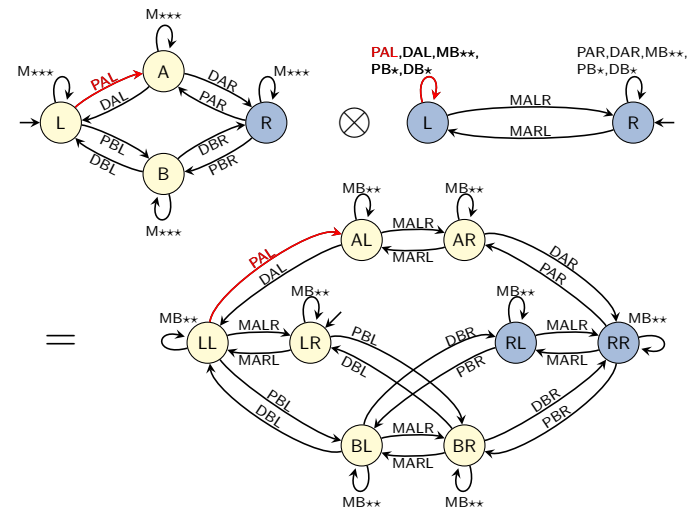 M⋆⋆⋆
PAL,DAL,MB⋆⋆,
PB⋆,DB⋆
PAR,DAR,MB⋆⋆,
PB⋆,DB⋆
M⋆⋆⋆
A
M⋆⋆⋆
PAL
DAR
DAL
PAR
L
R
⊗
L
MALR
R
MARL
PBL
DBR
DBL
PBR
B
M⋆⋆⋆
MB⋆⋆
MB⋆⋆
AL
MALR
AR
MARL
PAL
DAL
DAR
PAR
=
MB⋆⋆
MB⋆⋆
MB⋆⋆
MB⋆⋆
LL
MALR
LR
MARL
PBL
DBL
DBR
PBR
RL
MALR
RR
MARL
PBL
DBL
DBR
PBR
BL
MALR
BR
MARL
MB⋆⋆
MB⋆⋆